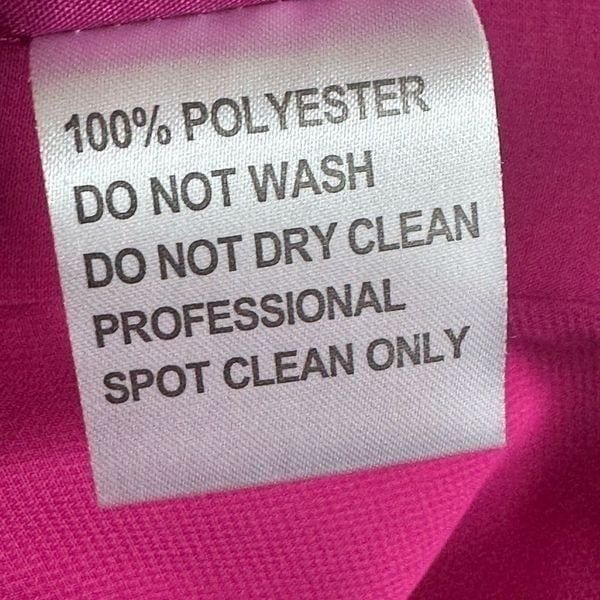 100% POLYESTER
DO NOT WASH
DO NOT DRY CLEAN
PROFESSIONAL
SPOT CLEAN ONLY